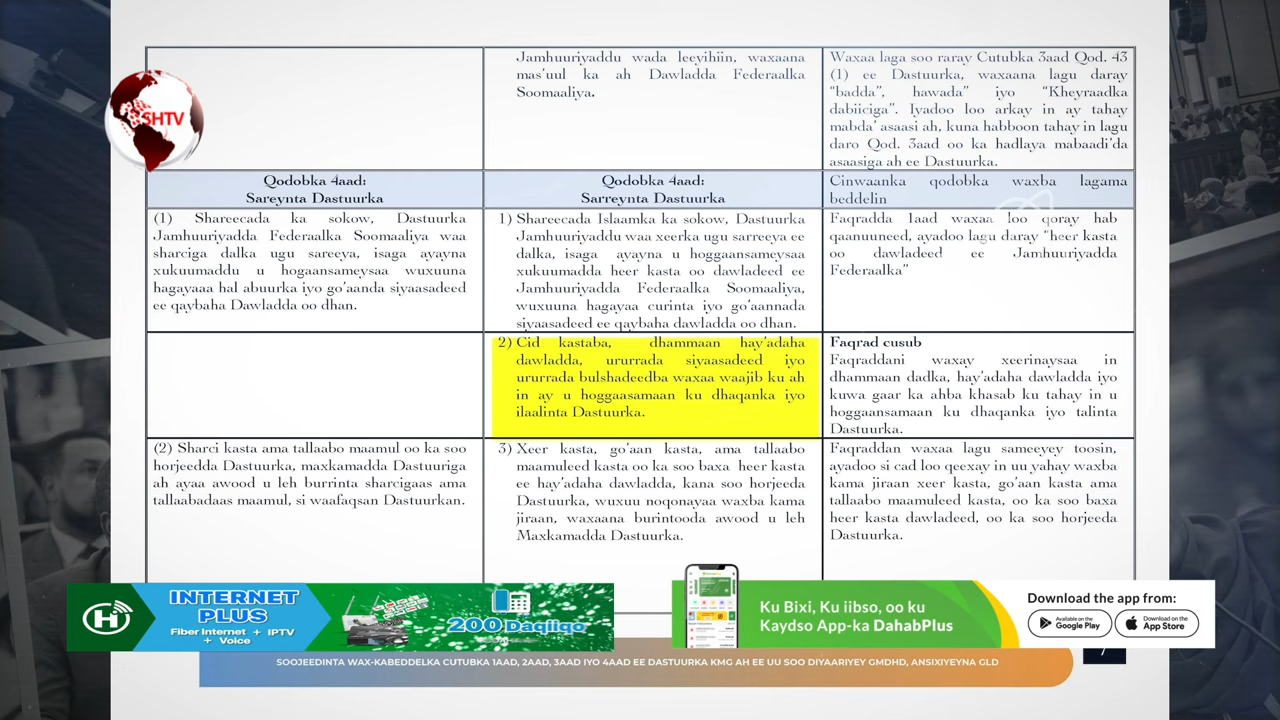 Jamhuuriyaddu wada leeyihiin, waxaana
mas'uul ka ah Dawladda Federaalka
Soomaaliya.
Waxaa laga soo raray Cutubka 3aad Qod. 43
(1) ee Dastuurka, waxaana lagu daray
"badda", hawada" iyo "Kheyraadka
dabiiciga". Iyadoo loo arkay in ay tahay
mabda' asaasi ah, kuna habboon tahay in lagu
daro Qod. 3aad oo ka hadlaya mabaadi'da
asaasiga ah ee Dastuurka.
SHTV
Qodobka 4aad:
Sareynta Dastuurka
Qodobka 4aad:
Sarreynta Dastuurka
Cinwaanka qodobka waxba lagama
beddelin
(1) Shareecada ka sokow, Dastuurka
Jamhuuriyadda Federaalka Soomaaliya waa
sharciga dalka ugu sareeya, isaga ayayna
xukuumaddu u hogaansameysaa wuxuuna
hagayaaa hal abuurka iyo go'aanda siyaasadeed
ee qaybaha Dawladda oo dhan.
1) Shareecada Islaamka ka sokow, Dastuurka
Jamhuuriyaddu waa xeerka ugu sarreeya ee
dalka, isaga ayayna u hoggaansameysaa
xukuumadda heer kasta oo dawladeed ee
Jamhuuriyadda Federaalka Soomaaliya,
wuxuuna hagayaa curinta iyo go'aannada
siyaasadeed ee qaybaha dawladda oo dhan.
Faqradda 1aad waxaa loo qoray hab
qaanuuneed, ayadoo lagu daray "heer kasta
oo dawladeed ee Jamhuuriyadda
Federaalka"
2) Cid kastaba, dhammaan hay'adaha
dawladda, ururrada siyaasadeed iyo
ururrada bulshadeedba waxaa waajib ku ah
in ay u hoggaasamaan ku dhaqanka iyo
ilaalinta Dastuurka.
Faqrad cusub
Faqraddani waxay xeerinaysaa in
dhammaan dadka, hay'adaha dawladda iyo
kuwa gaar ka ahba khasab ku tahay in u
hoggaansamaan ku dhaqanka iyo talinta
Dastuurka.
(2) Sharci kasta ama tallaabo maamul oo ka soo
horjeedda Dastuurka, maxkamadda Dastuuriga
ah ayaa awood u leh burrinta sharcigaas ama
tallaabadaas maamul, si waafaqsan Dastuurkan.
3) Xeer kasta, go'aan kasta, ama tallaabo
maamuleed kasta oo ka soo baxa heer kasta
ee hay'adaha dawladda, kana soo horjeeda
Dastuurka, wuxuu noqonayaa waxba kama
jiraan, waxaana burintooda awood u leh
Maxkamadda Dastuurka.
Faqraddan waxaa lagu sameeyey toosin,
ayadoo si cad loo qeexay in uu yahay waxba
kama jiraan xeer kasta, go'aan kasta ama
tallaabo maamuleed kasta, oo ka soo baxa
heer kasta dawladeed, oo ka soo horjeeda
Dastuurka.
INTERNET
PLUS
Fiber Internet + IPTV
+ Voice
200 Daqiiqo
Ku Bixi, Ku iibso, oo ku
Kaydso App-ka DahabPlus
Download the app from:
Available on the
Google Play
Download on the
App Store
SOOJEEDINTA WAX-KABEDDELKA CUTUBKA 1AAD, 2AAD, 3AAD IYO 4AAD EE DASTUURKA KMG AH EE UU SOO DIYAARIYEY GMDHD, ANSIXIYEYNA GLD